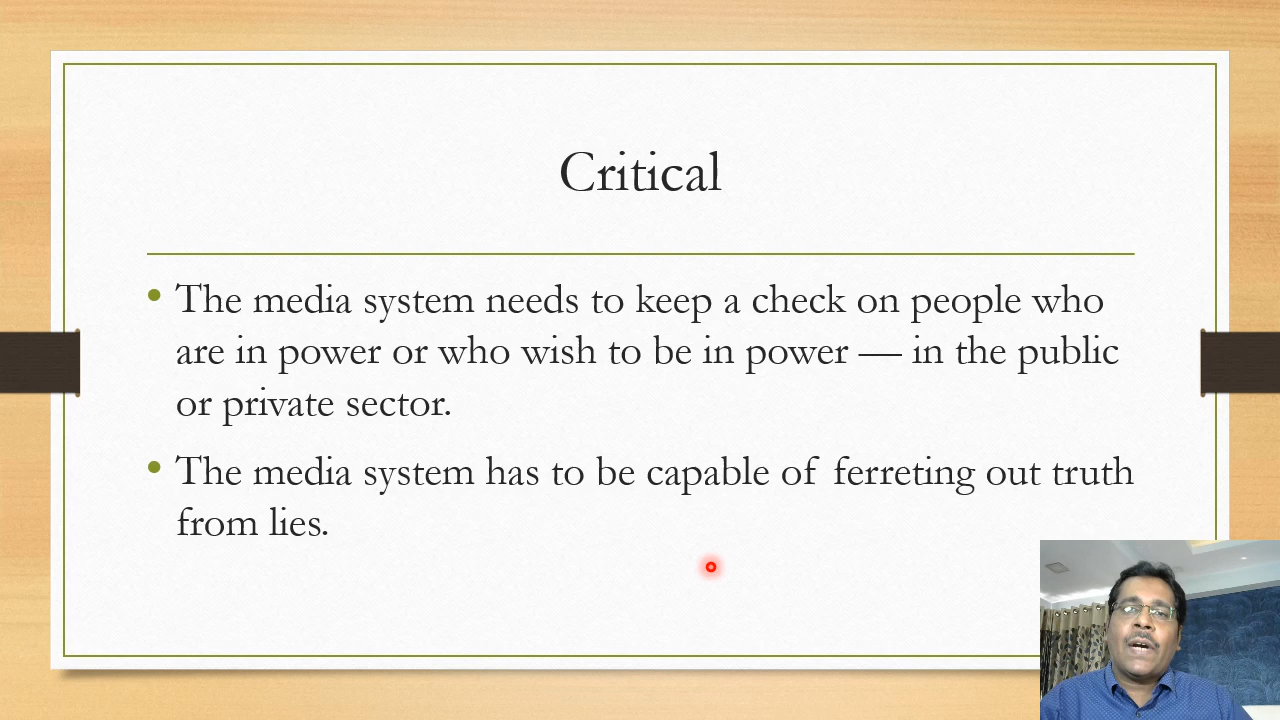 Critical
• The media system needs to keep a check on people who
are in power or who wish to be in power — in the public
or private sector.
• The media system has to be capable of ferreting out truth
from lies.